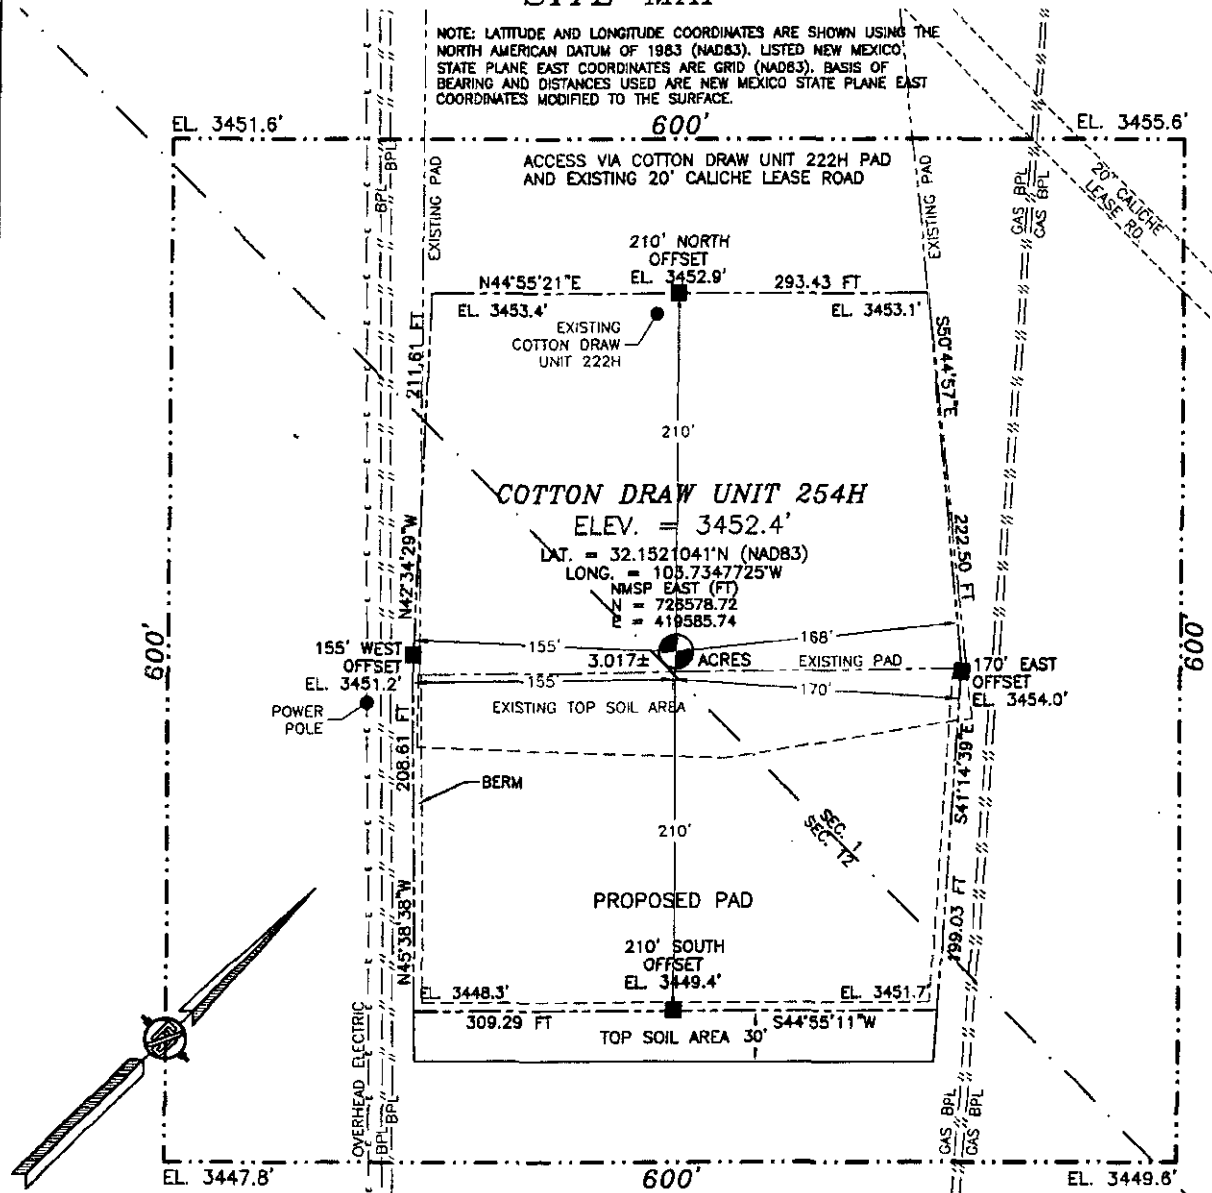 SITE MAP
NOTE: LATITUDE AND LONGITUDE COORDINATES ARE SHOWN USING THE
NORTH AMERICAN DATUM OF 1983 (NAD83). LISTED NEW MEXICO
STATE PLANE EAST COORDINATES ARE GRID (NAD83). BASIS OF
BEARING AND DISTANCES USED ARE NEW MEXICO STATE PLANE EAST
COORDINATES MODIFIED TO THE SURFACE.
EL. 3451.6'
600'
EL. 3455.6'
ACCESS VIA COTTON DRAW UNIT 222H PAD
AND EXISTING 20' CALICHE LEASE ROAD
BPL
BPL
EXISTING PAD
EXISTING PAD
GAS BPL
GAS BPL
20' CALICHE
LEASE RD.
210' NORTH
OFFSET
EL. 3452.9'
N44°55'21"E
293.43 FT
EL. 3453.4'
EL. 3453.1'
EXISTING
COTTON DRAW
UNIT 222H
211.61 FT
S50°44'57"E
210'
COTTON DRAW UNIT 254H
ELEV. = 3452.4'
LAT. = 32.1521041°N (NAD83)
LONG. = 103.7347725°W
NMSP EAST (FT)
N = 726578.72
E = 419585.74
N42°34'29"W
222.50 FT
600'
600'
155' WEST
OFFSET
EL. 3451.2'
155'
168'
3.017± ACRES
EXISTING PAD
170' EAST
OFFSET
EL. 3454.0'
155'
170'
POWER
POLE
EXISTING TOP SOIL AREA
208.61 FT
S41°14'39"E
BERM
SEC. 1
SEC. 12
210'
PROPOSED PAD
N45°38'38"W
199.03 FT
210' SOUTH
OFFSET
EL. 3449.4'
EL. 3448.3'
EL. 3451.7'
309.29 FT
S44°55'11"W
TOP SOIL AREA 30'
OVERHEAD ELECTRIC
BPL
BPL
GAS BPL
GAS BPL
EL. 3447.8'
600'
EL. 3449.6'